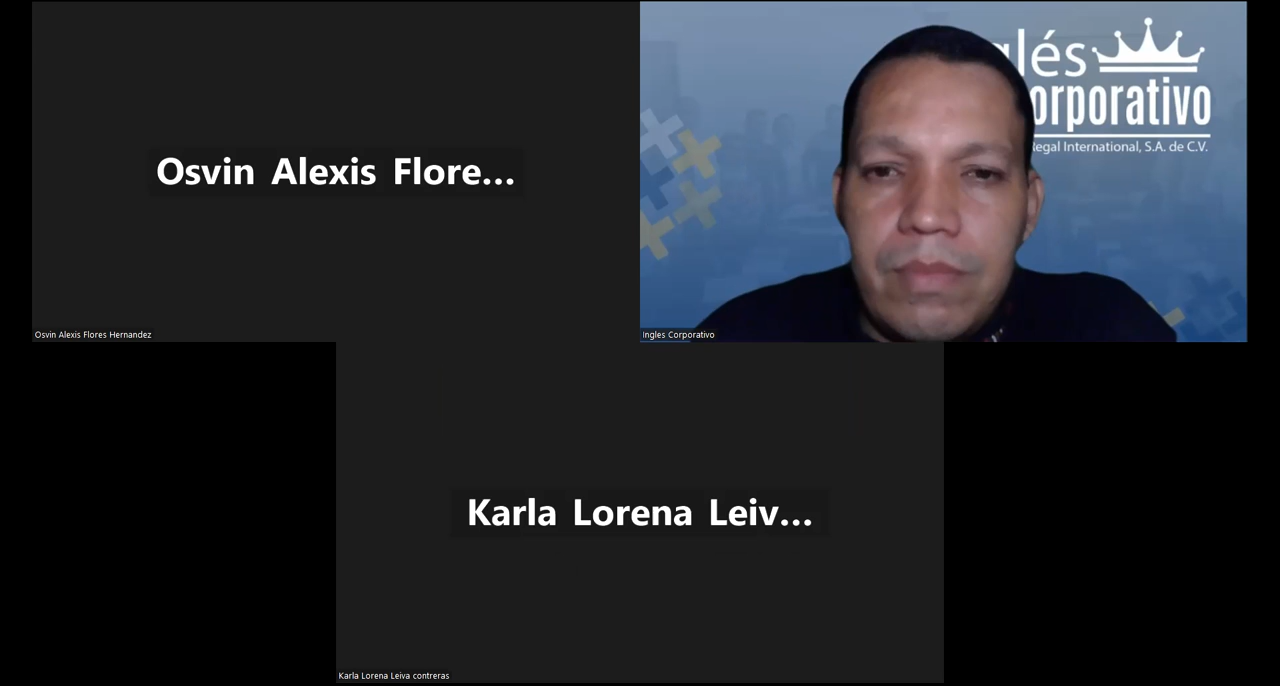 Osvin Alexis Flore...
Osvin Alexis Flores Hernandez
glés
orporativo
Regal International, S.A. de C.V.
Ingles Corporativo
Karla Lorena Leiv...
Karla Lorena Leiva contreras